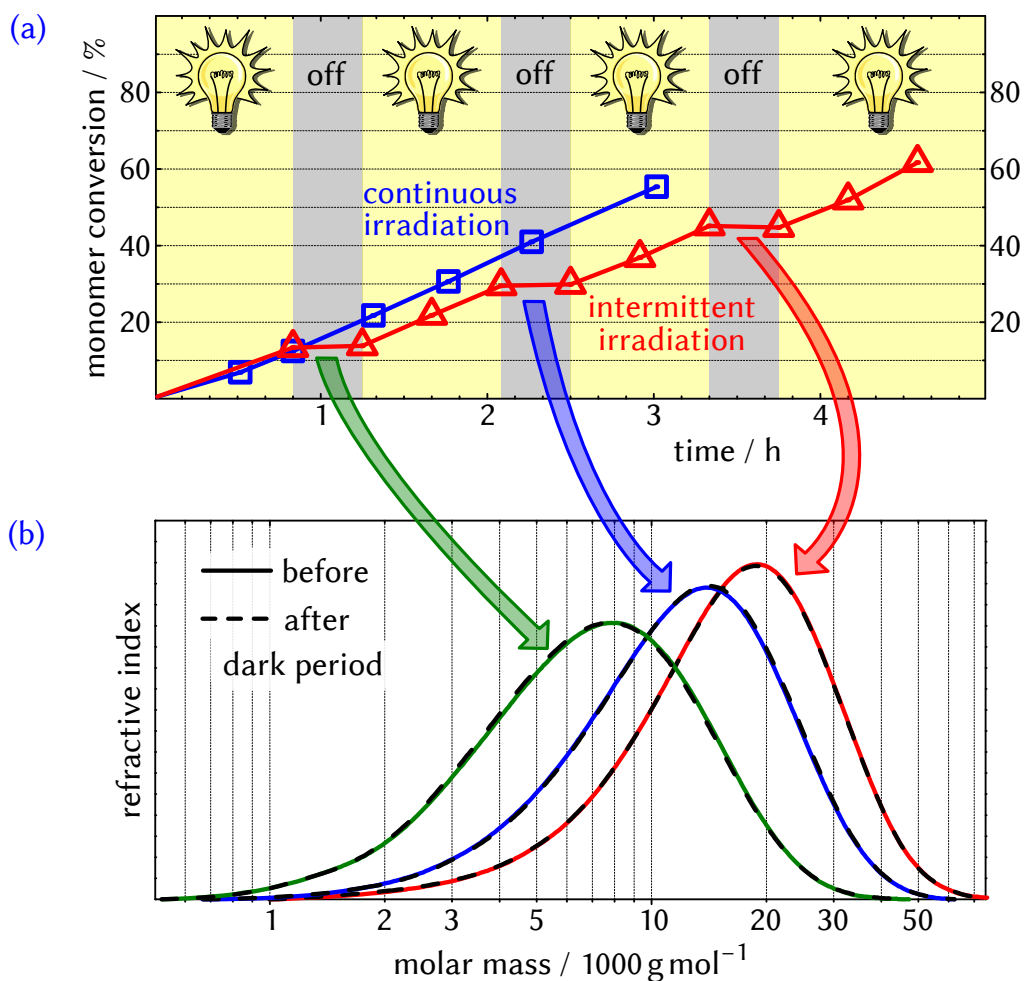 (a)
monomer conversion / %
off
off
off
80
60
40
20
80
60
40
20
continuous
irradiation
intermittent
irradiation
1
2
3
4
time / h
(b)
before
after
dark period
refractive index
1
2
3
5
10
20
30
50
molar mass / 1000 g mol⁻¹